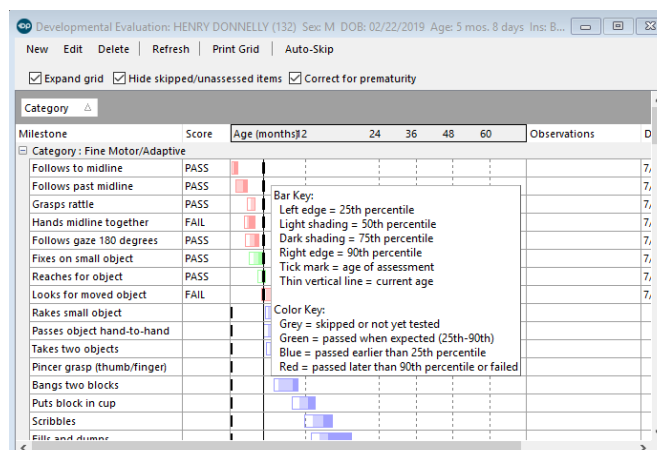 Developmental Evaluation: HENRY DONNELLY (132) Sex: M DOB: 02/22/2019 Age: 5 mos. 8 days Ins: B...
New Edit Delete Refresh Print Grid Auto-Skip
Expand grid Hide skipped/unassessed items Correct for prematurity
Category
Milestone Score Age (months) 12 24 36 48 60 Observations D
Category : Fine Motor/Adaptive
Follows to midline PASS 7/
Follows past midline PASS 7/
Grasps rattle PASS 7/
Hands midline together FAIL 7/
Follows gaze 180 degrees PASS 7/
Fixes on small object PASS 7/
Reaches for object PASS 7/
Looks for moved object FAIL 7/
Rakes small object
Passes object hand-to-hand
Takes two objects
Pincer grasp (thumb/finger)
Bangs two blocks
Puts block in cup
Scribbles
Fills and dumps
Bar Key:
Left edge = 25th percentile
Light shading = 50th percentile
Dark shading = 75th percentile
Right edge = 90th percentile
Tick mark = age of assessment
Thin vertical line = current age
Color Key:
Grey = skipped or not yet tested
Green = passed when expected (25th-90th)
Blue = passed earlier than 25th percentile
Red = passed later than 90th percentile or failed